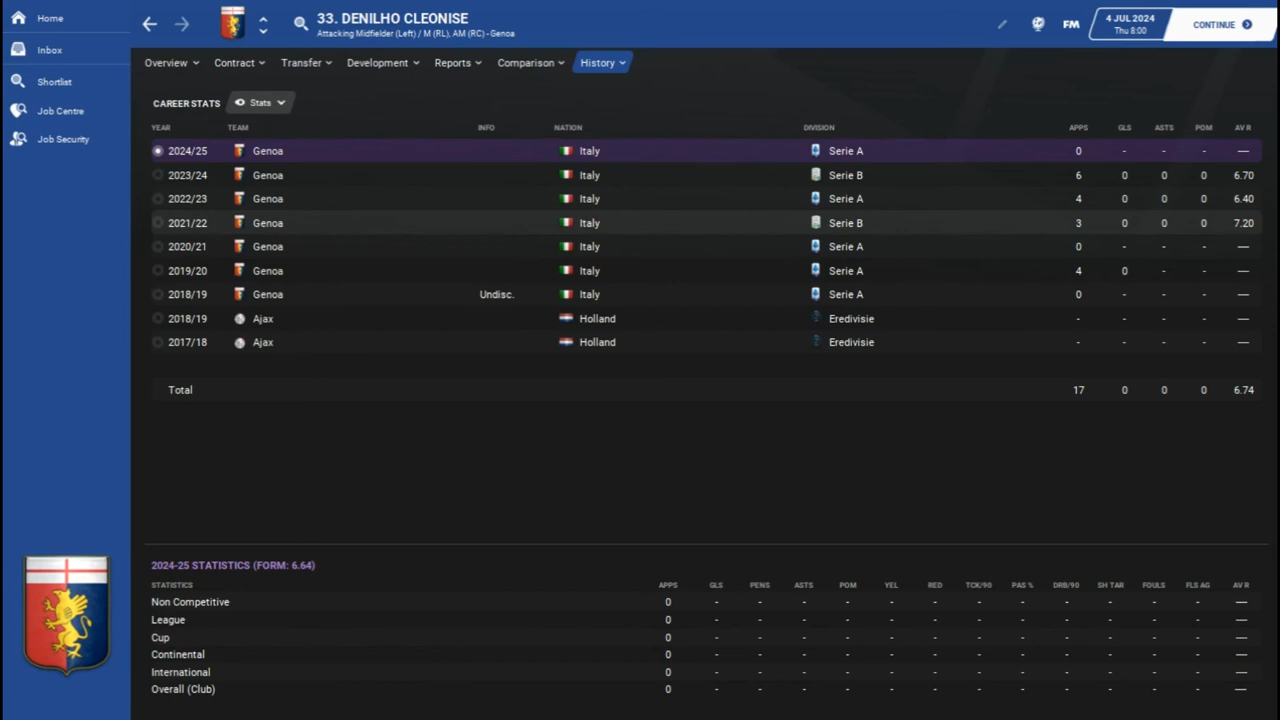 Home
33. DENILHO CLEONISE
Attacking Midfielder (Left) / M (RL), AM (RC) - Genoa
FM
4 JUL 2024
Thu 8:00
CONTINUE
Inbox
Shortlist
Job Centre
Job Security
Overview Contract Transfer Development Reports Comparison History
CAREER STATS Stats
YEAR TEAM INFO NATION DIVISION APPS GLS ASTS POM AV R
2024/25 Genoa Italy Serie A 0 - - - —
2023/24 Genoa Italy Serie B 6 0 0 0 6.70
2022/23 Genoa Italy Serie A 4 0 0 0 6.40
2021/22 Genoa Italy Serie B 3 0 0 0 7.20
2020/21 Genoa Italy Serie A 0 - - - —
2019/20 Genoa Italy Serie A 4 0 - - —
2018/19 Genoa Undisc. Italy Serie A 0 - - - —
2018/19 Ajax Holland Eredivisie - - - - —
2017/18 Ajax Holland Eredivisie - - - - —
Total 17 0 0 0 6.74
2024-25 STATISTICS (FORM: 6.64)
STATISTICS APPS GLS PENS ASTS POM YEL RED TCK/90 PAS % DRB/90 SH TAR FOULS FLS AG AV R
Non Competitive 0 - - - - - - - - - - - - —
League 0 - - - - - - - - - - - - —
Cup 0 - - - - - - - - - - - - —
Continental 0 - - - - - - - - - - - - —
International 0 - - - - - - - - - - - - —
Overall (Club) 0 - - - - - - - - - - - - —